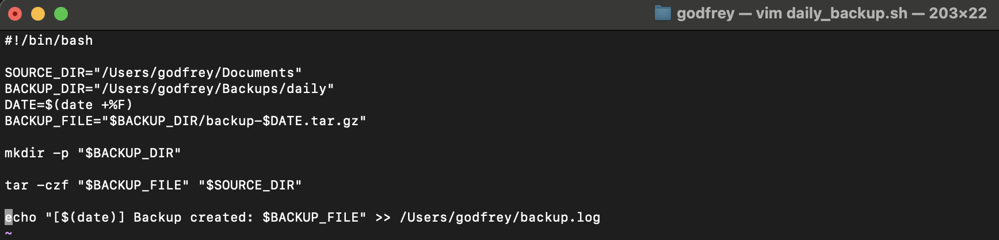 godfrey — vim daily_backup.sh — 203×22
#!/bin/bash
SOURCE_DIR="/Users/godfrey/Documents"
BACKUP_DIR="/Users/godfrey/Backups/daily"
DATE=$(date +%F)
BACKUP_FILE="$BACKUP_DIR/backup-$DATE.tar.gz"
mkdir -p "$BACKUP_DIR"
tar -czf "$BACKUP_FILE" "$SOURCE_DIR"
echo "[$(date)] Backup created: $BACKUP_FILE" >> /Users/godfrey/backup.log
~